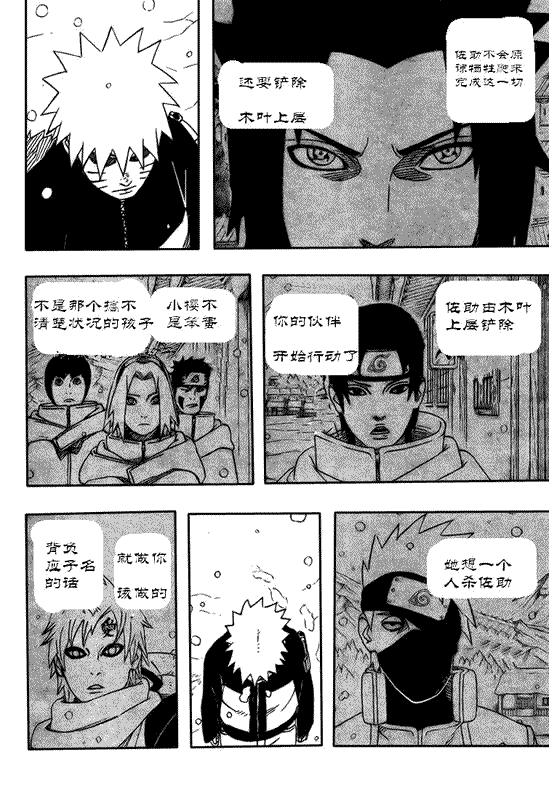 佐助不会原
谅牺牲鼬来
完成这一切
还要铲除
木叶上层
佐助由木叶
上层铲除
你的伙伴
开始行动了
小樱不
是笨蛋
不是那个搞不
清楚状况的孩子
她想一个
人杀佐助
就做你
该做的
背负
应子名
的话